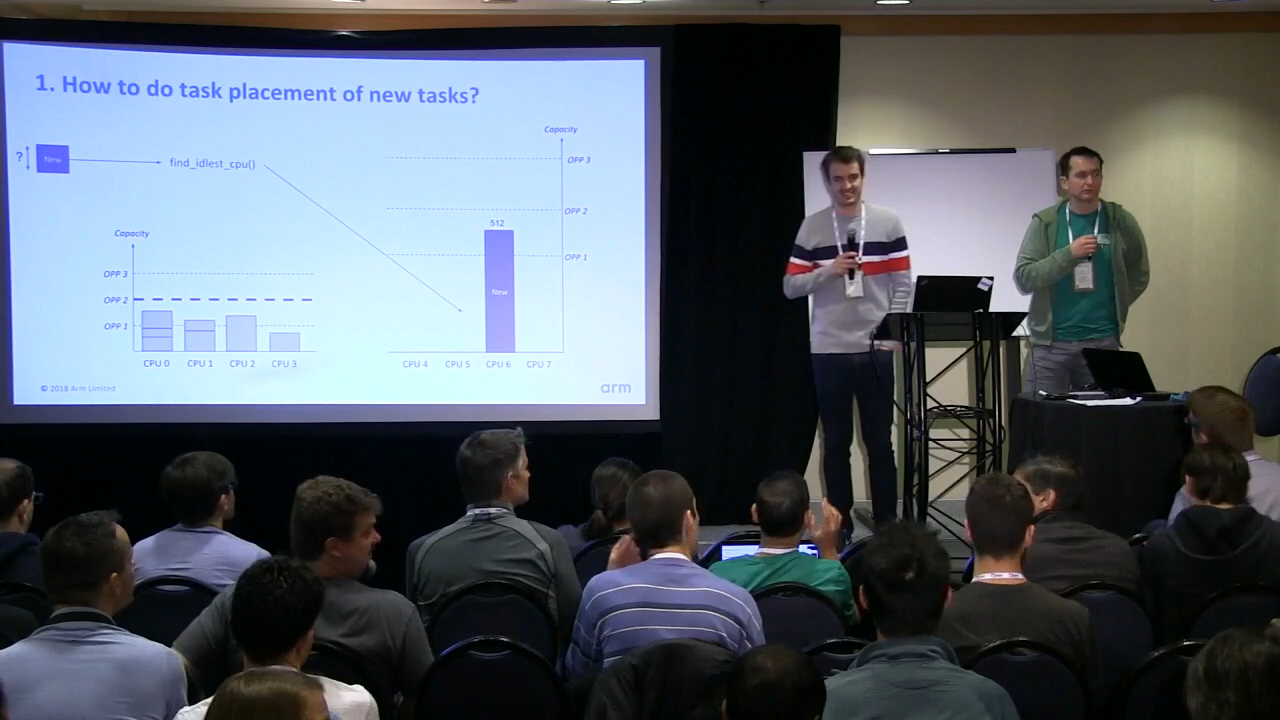 1. How to do task placement of new tasks?
Capacity
OPP 3
? New find_idlest_cpu()
OPP 2
512
Capacity
OPP 1
OPP 3
New
OPP 2
OPP 1
CPU 0 CPU 1 CPU 2 CPU 3 CPU 4 CPU 5 CPU 6 CPU 7
© 2018 Arm Limited
arm